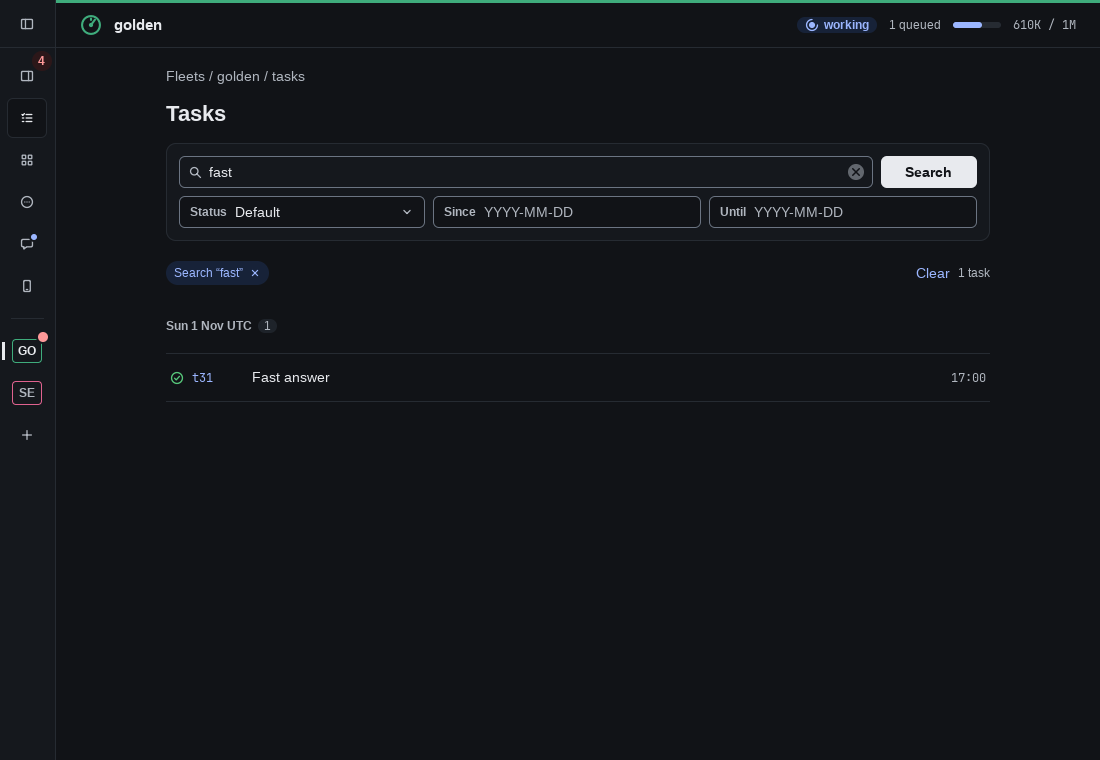 golden
working 1 queued 610K / 1M
4
Fleets / golden / tasks
Tasks
fast Search
Status Default Since YYYY-MM-DD Until YYYY-MM-DD
Search “fast” × Clear 1 task
Sun 1 Nov UTC 1
GO
t31 Fast answer 17:00
SE